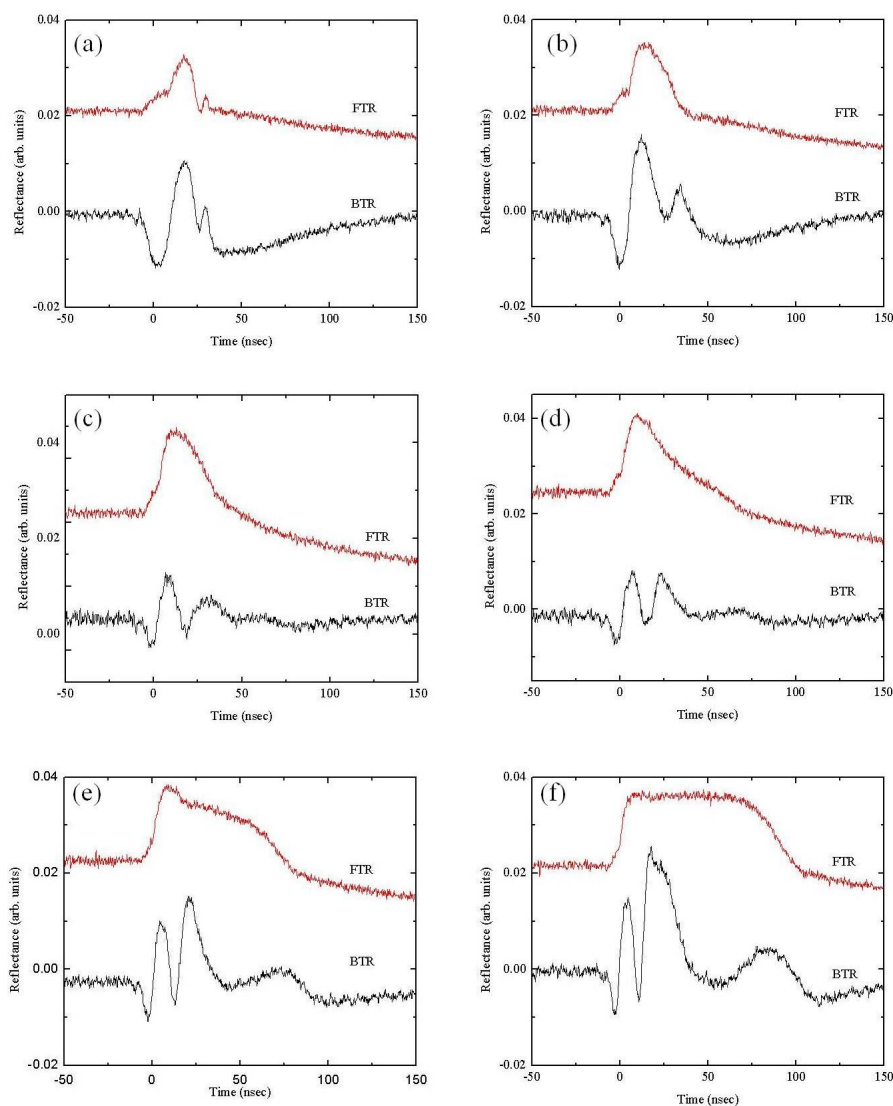 (a)
Reflectance (arb. units)
0.04
0.02
0.00
-0.02
FTR
BTR
-50 0 50 100 150
Time (nsec)
(b)
Reflectance (arb. units)
0.04
0.02
0.00
-0.02
FTR
BTR
-50 0 50 100 150
Time (nsec)
(c)
Reflectance (arb. units)
0.04
0.02
0.00
FTR
BTR
-50 0 50 100 150
Time (nsec)
(d)
Reflectance (arb. units)
0.04
0.02
0.00
FTR
BTR
-50 0 50 100 150
Time (nsec)
(e)
Reflectance (arb. units)
0.04
0.02
0.00
-0.02
FTR
BTR
-50 0 50 100 150
Time (nsec)
(f)
Reflectance (arb. units)
0.04
0.02
0.00
-0.02
FTR
BTR
-50 0 50 100 150
Time (nsec)